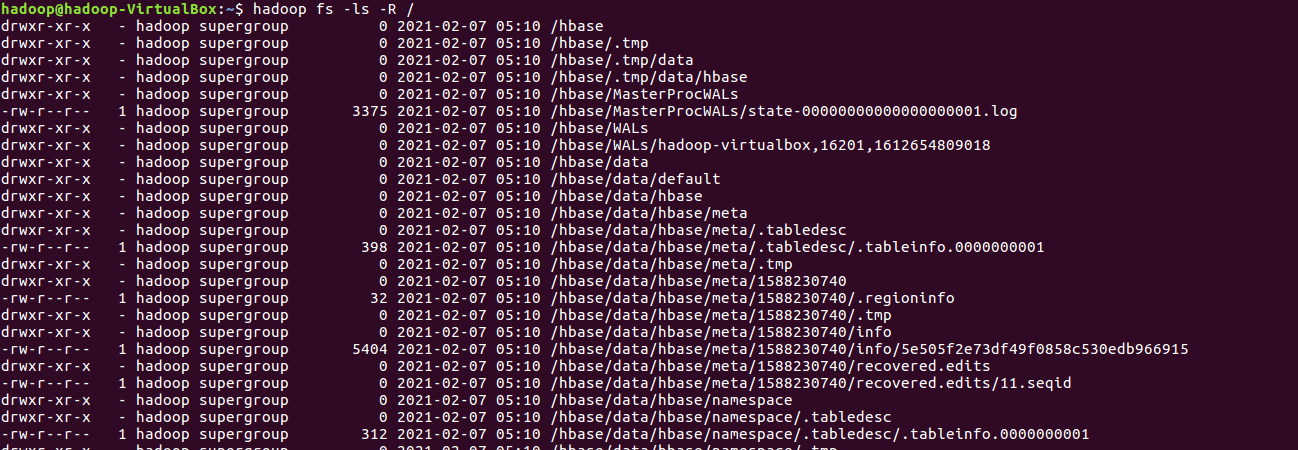 hadoop@hadoop-VirtualBox:~$ hadoop fs -ls -R /
drwxr-xr-x   - hadoop supergroup          0 2021-02-07 05:10 /hbase
drwxr-xr-x   - hadoop supergroup          0 2021-02-07 05:10 /hbase/.tmp
drwxr-xr-x   - hadoop supergroup          0 2021-02-07 05:10 /hbase/.tmp/data
drwxr-xr-x   - hadoop supergroup          0 2021-02-07 05:10 /hbase/.tmp/data/hbase
drwxr-xr-x   - hadoop supergroup          0 2021-02-07 05:10 /hbase/MasterProcWALs
-rw-r--r--   1 hadoop supergroup       3375 2021-02-07 05:10 /hbase/MasterProcWALs/state-00000000000000000001.log
drwxr-xr-x   - hadoop supergroup          0 2021-02-07 05:10 /hbase/WALs
drwxr-xr-x   - hadoop supergroup          0 2021-02-07 05:10 /hbase/WALs/hadoop-virtualbox,16201,1612654809018
drwxr-xr-x   - hadoop supergroup          0 2021-02-07 05:10 /hbase/data
drwxr-xr-x   - hadoop supergroup          0 2021-02-07 05:10 /hbase/data/default
drwxr-xr-x   - hadoop supergroup          0 2021-02-07 05:10 /hbase/data/hbase
drwxr-xr-x   - hadoop supergroup          0 2021-02-07 05:10 /hbase/data/hbase/meta
drwxr-xr-x   - hadoop supergroup          0 2021-02-07 05:10 /hbase/data/hbase/meta/.tabledesc
-rw-r--r--   1 hadoop supergroup        398 2021-02-07 05:10 /hbase/data/hbase/meta/.tabledesc/.tableinfo.0000000001
drwxr-xr-x   - hadoop supergroup          0 2021-02-07 05:10 /hbase/data/hbase/meta/.tmp
drwxr-xr-x   - hadoop supergroup          0 2021-02-07 05:10 /hbase/data/hbase/meta/1588230740
-rw-r--r--   1 hadoop supergroup         32 2021-02-07 05:10 /hbase/data/hbase/meta/1588230740/.regioninfo
drwxr-xr-x   - hadoop supergroup          0 2021-02-07 05:10 /hbase/data/hbase/meta/1588230740/.tmp
drwxr-xr-x   - hadoop supergroup          0 2021-02-07 05:10 /hbase/data/hbase/meta/1588230740/info
-rw-r--r--   1 hadoop supergroup       5404 2021-02-07 05:10 /hbase/data/hbase/meta/1588230740/info/5e505f2e73df49f0858c530edb966915
drwxr-xr-x   - hadoop supergroup          0 2021-02-07 05:10 /hbase/data/hbase/meta/1588230740/recovered.edits
-rw-r--r--   1 hadoop supergroup          0 2021-02-07 05:10 /hbase/data/hbase/meta/1588230740/recovered.edits/11.seqid
drwxr-xr-x   - hadoop supergroup          0 2021-02-07 05:10 /hbase/data/hbase/namespace
drwxr-xr-x   - hadoop supergroup          0 2021-02-07 05:10 /hbase/data/hbase/namespace/.tabledesc
-rw-r--r--   1 hadoop supergroup        312 2021-02-07 05:10 /hbase/data/hbase/namespace/.tabledesc/.tableinfo.0000000001
drwxr-xr-x   - hadoop supergroup          0 2021-02-07 05:10 /hbase/data/hbase/namespace/.tmp